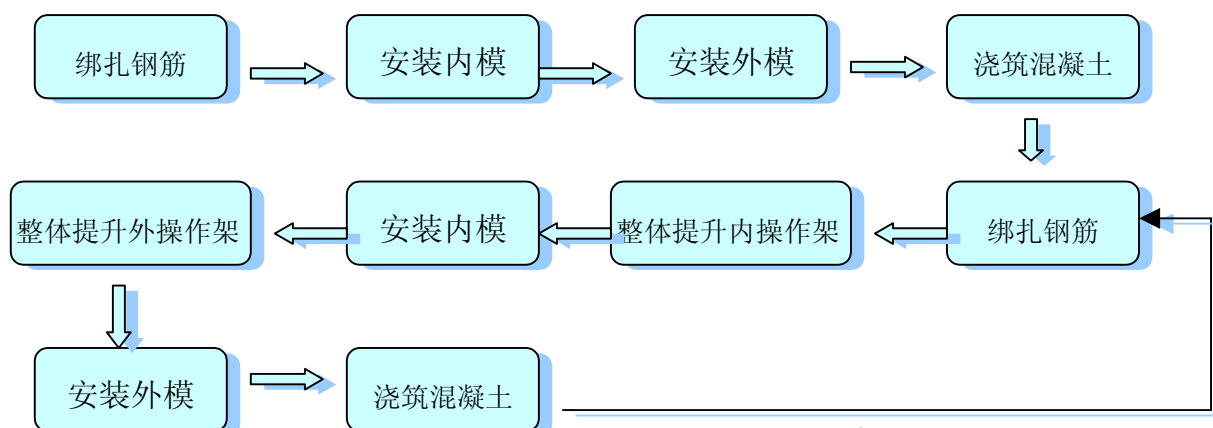 绑扎钢筋
安装内模
安装外模
浇筑混凝土
整体提升外操作架
安装内模
整体提升内操作架
绑扎钢筋
安装外模
浇筑混凝土